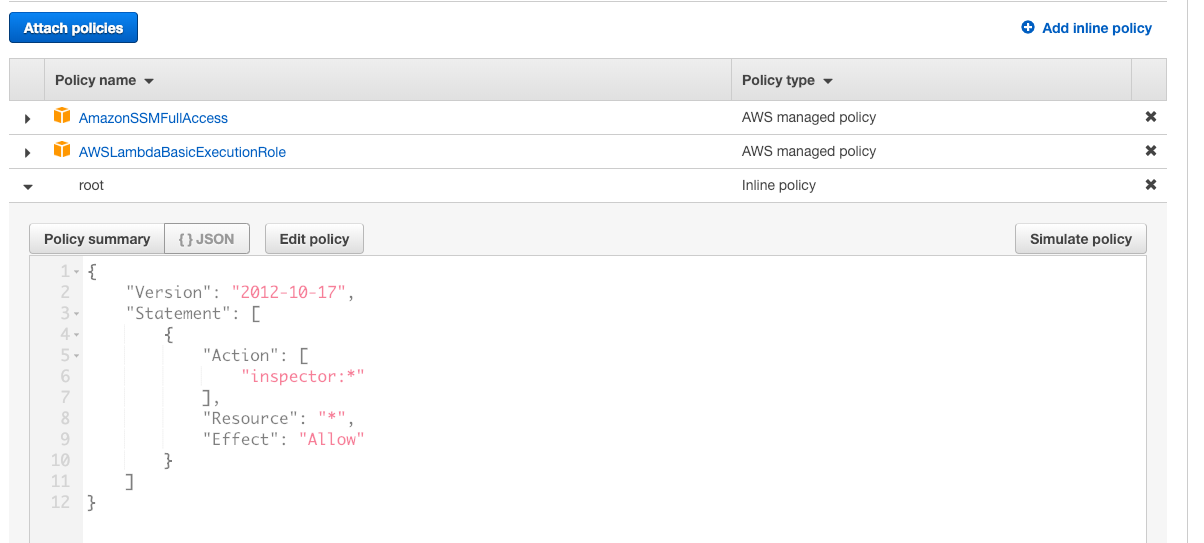 Attach policies
Add inline policy
Policy name Policy type
AmazonSSMFullAccess AWS managed policy
AWSLambdaBasicExecutionRole AWS managed policy
root Inline policy
Policy summary { } JSON Edit policy Simulate policy
1 {
2 "Version": "2012-10-17",
3 "Statement": [
4 {
5 "Action": [
6 "inspector:*"
7 ],
8 "Resource": "*",
9 "Effect": "Allow"
10 }
11 ]
12 }